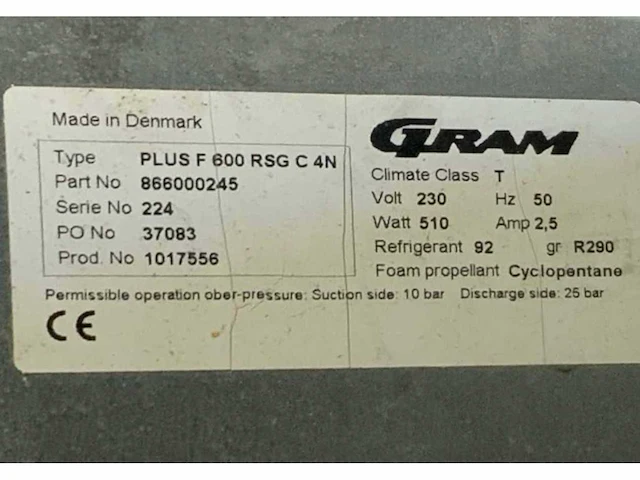 Made in Denmark
Type PLUS F 600 RSG C 4N
Part No 866000245
Serie No 224
PO No 37083
Prod. No 1017556
GRAM
Climate Class T
Volt 230 Hz 50
Watt 510 Amp 2,5
Refrigerant 92 gr R290
Foam propellant Cyclopentane
Permissible operation ober-pressure: Suction side: 10 bar Discharge side: 25 bar
CE